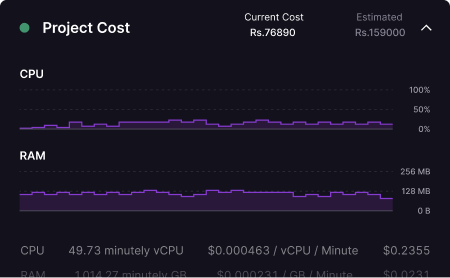 Current Cost Estimated
Project Cost
Rs.76890 Rs.159000
CPU
100%
50%
0%
RAM
256 MB
128 MB
0 B
CPU 49.73 minutely vCPU $0.000463 / vCPU / Minute $0.2355
RAM 1,014.27 minutely GB $0.000231 / GB / Minute $0.0231